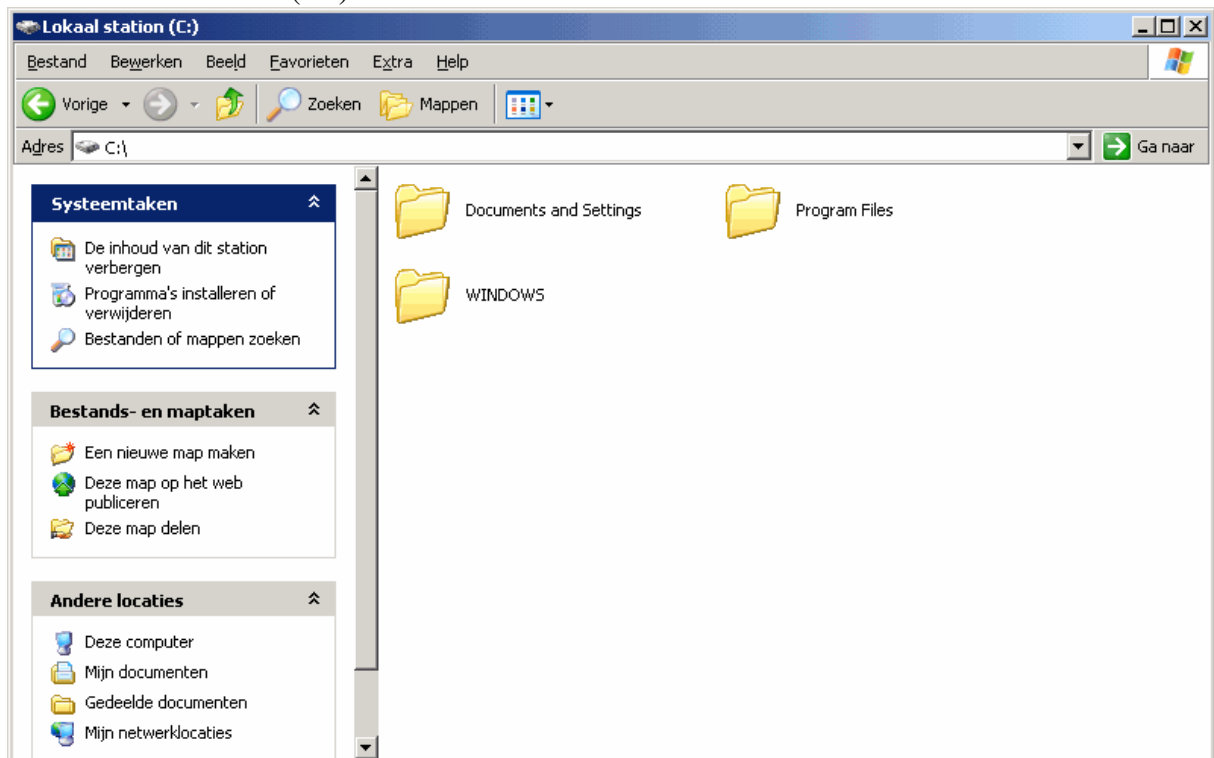 Lokaal station (C:)
Bestand Bewerken Beeld Favorieten Extra Help
Vorige Zoeken Mappen
Adres C:\ Ga naar
Systeemtaken
De inhoud van dit station
verbergen
Programma's installeren of
verwijderen
Bestanden of mappen zoeken
Bestands- en maptaken
Een nieuwe map maken
Deze map op het web
publiceren
Deze map delen
Andere locaties
Deze computer
Mijn documenten
Gedeelde documenten
Mijn netwerklocaties
Documents and Settings Program Files
WINDOWS